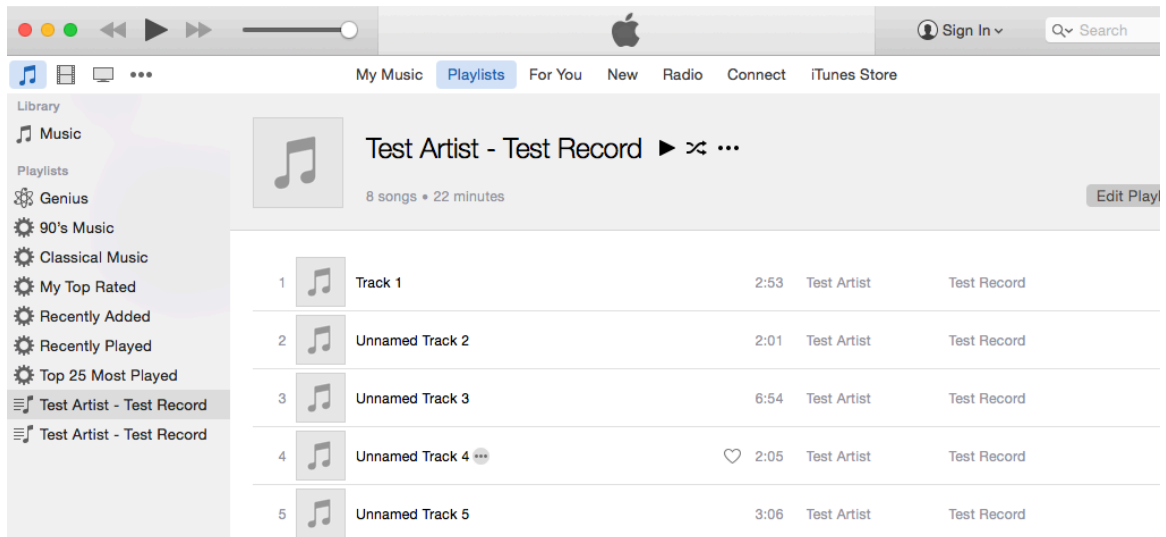 Sign In
Search
My Music Playlists For You New Radio Connect iTunes Store
Library
Music
Playlists
Genius
90's Music
Classical Music
My Top Rated
Recently Added
Recently Played
Top 25 Most Played
Test Artist - Test Record
Test Artist - Test Record
Test Artist - Test Record
8 songs • 22 minutes
Edit Playl
1 Track 1 2:53 Test Artist Test Record
2 Unnamed Track 2 2:01 Test Artist Test Record
3 Unnamed Track 3 6:54 Test Artist Test Record
4 Unnamed Track 4 2:05 Test Artist Test Record
5 Unnamed Track 5 3:06 Test Artist Test Record